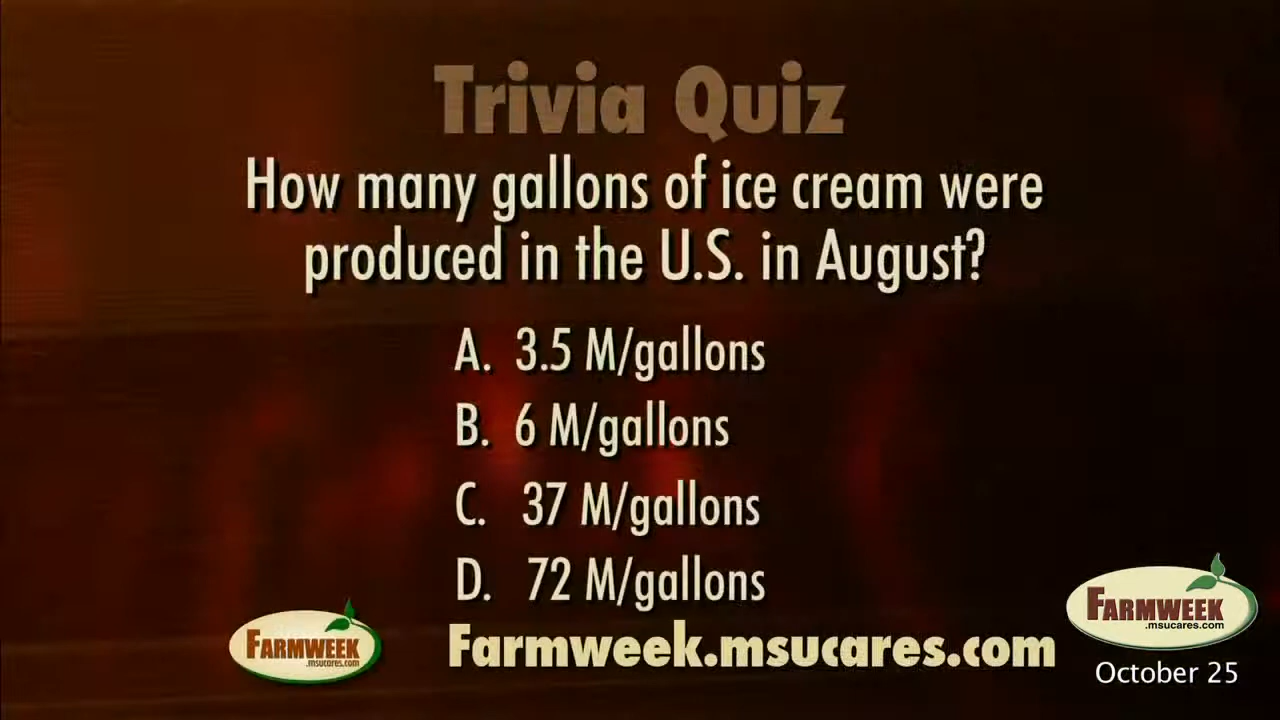 Trivia Quiz
How many gallons of ice cream were
produced in the U.S. in August?
A. 3.5 M/gallons
B. 6 M/gallons
C. 37 M/gallons
D. 72 M/gallons
FARMWEEK
.msucares.com
Farmweek.msucares.com
FARMWEEK
.msucares.com
October 25